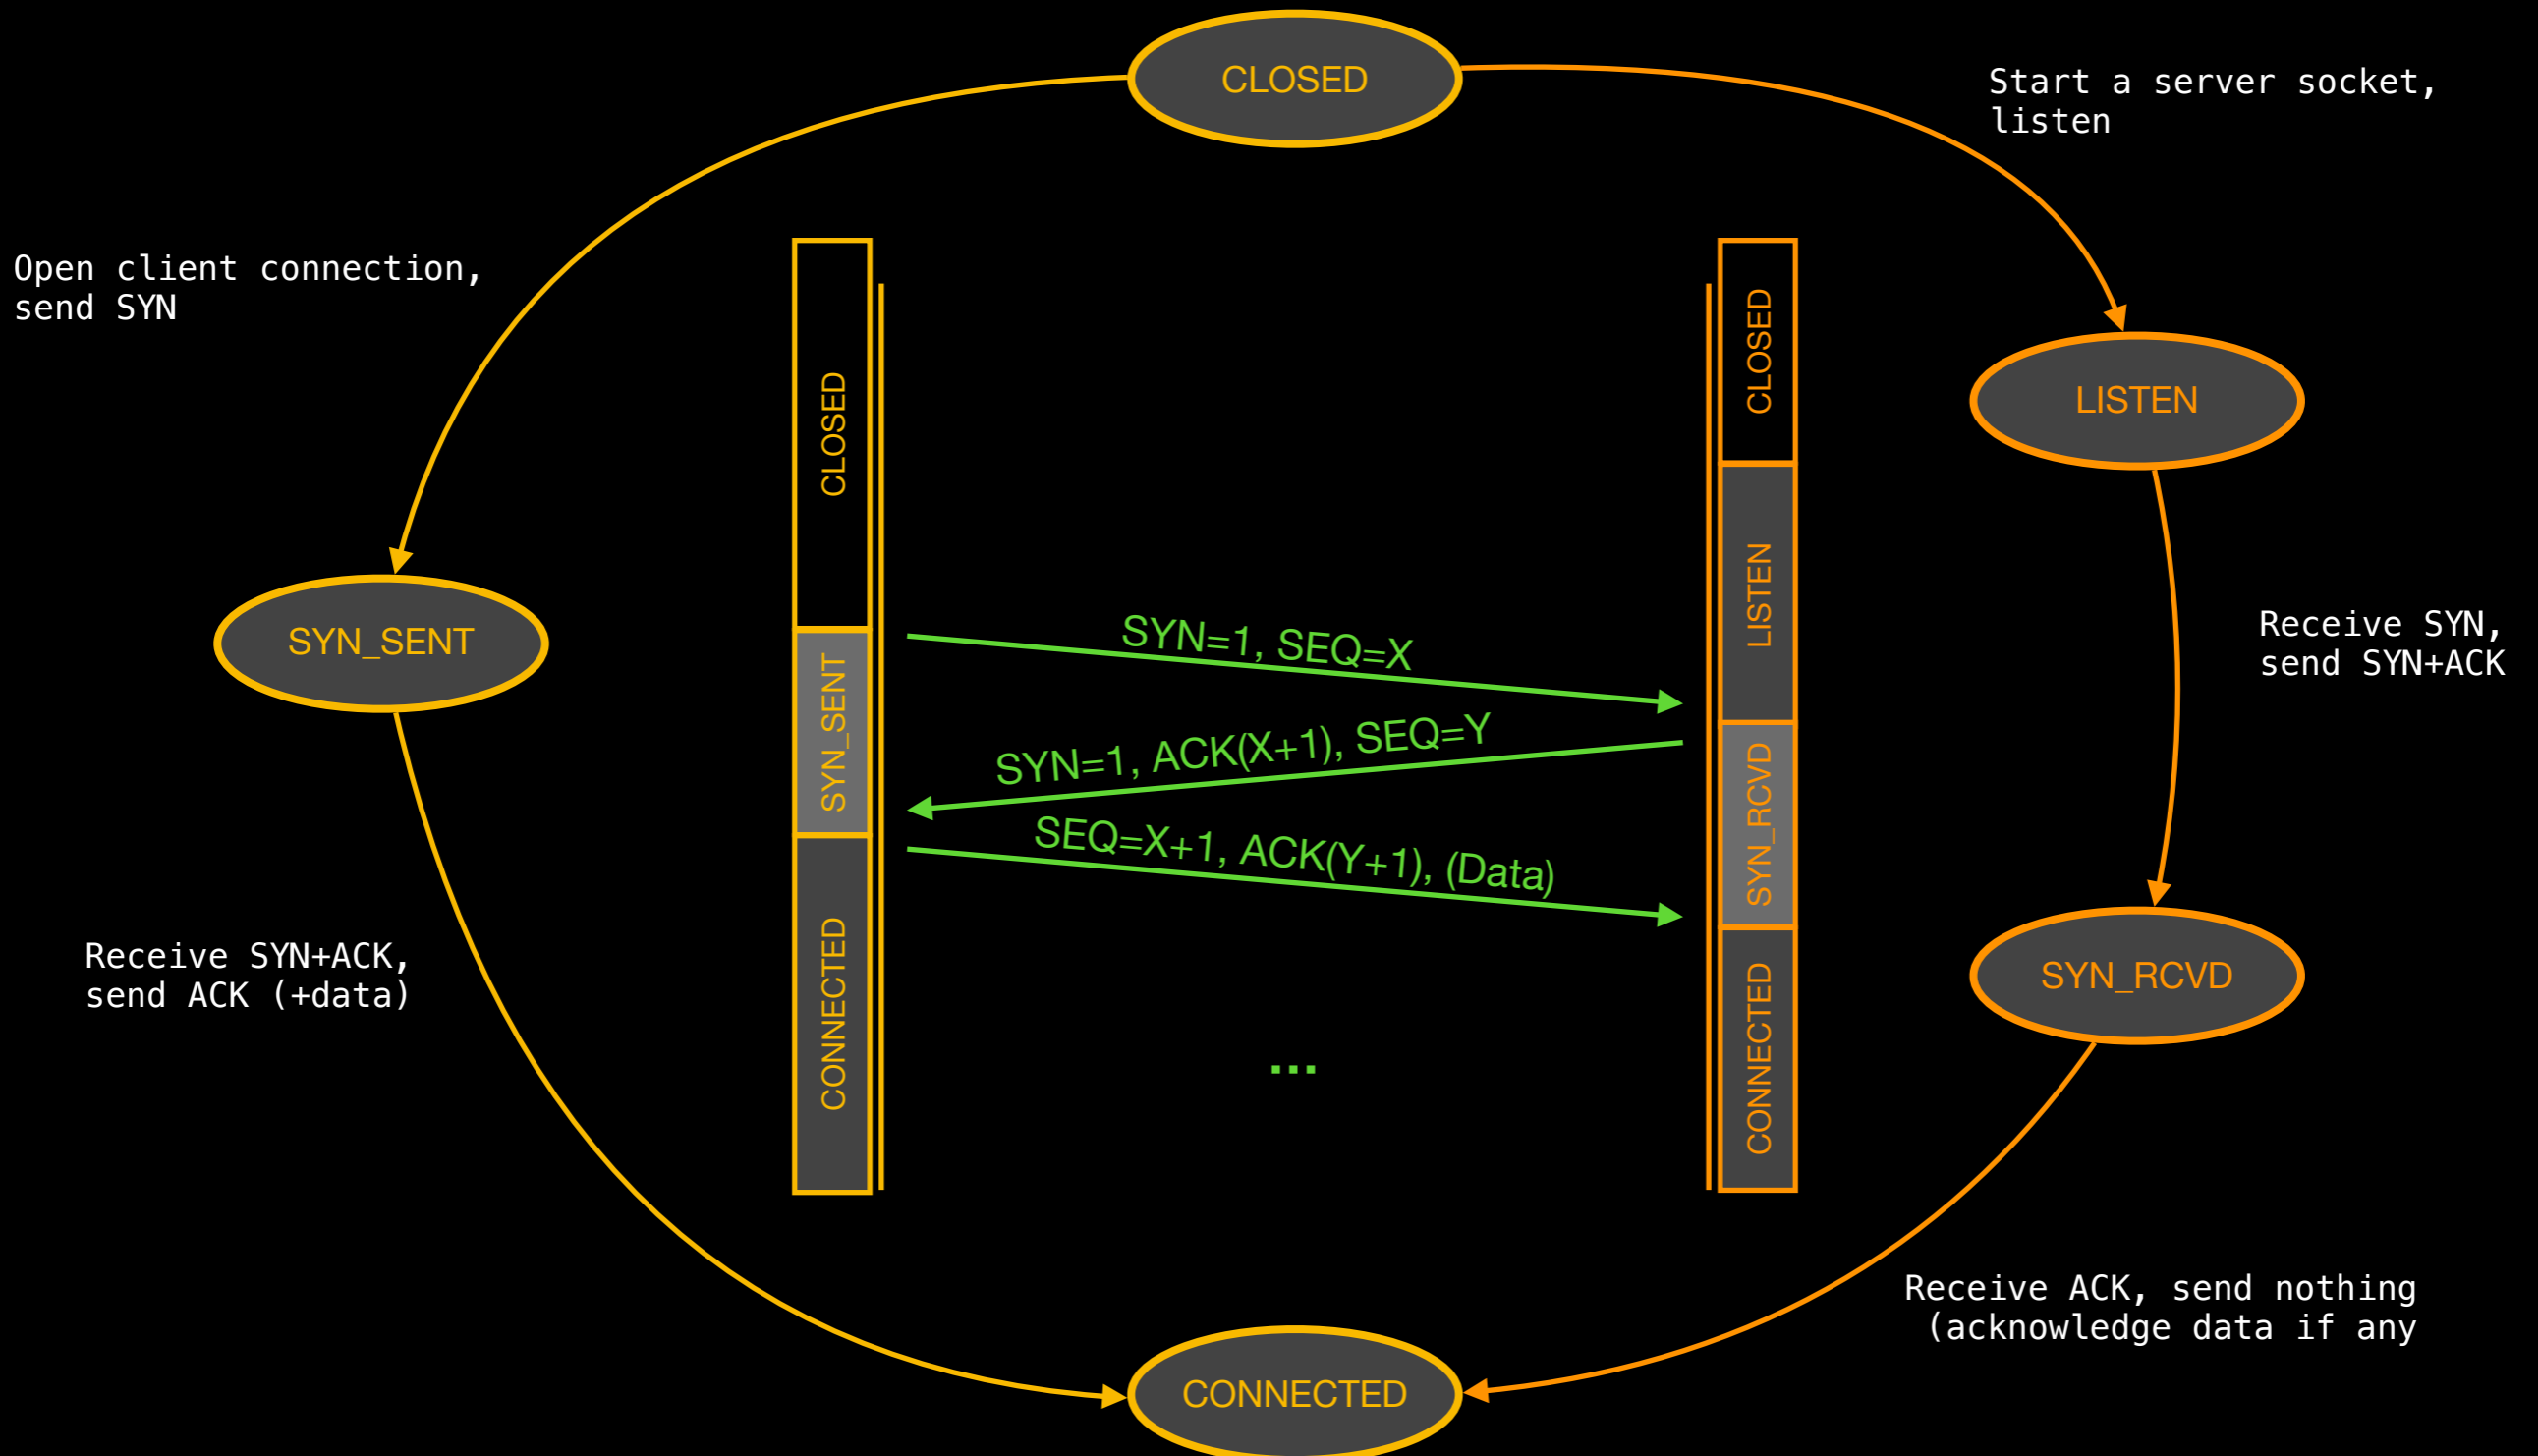 CLOSED
Start a server socket,
listen
Open client connection,
send SYN
CLOSED
CLOSED
LISTEN
LISTEN
SYN_SENT
SYN=1, SEQ=X
Receive SYN,
send SYN+ACK
SYN_SENT
SYN=1, ACK(X+1), SEQ=Y
SYN_RCVD
SEQ=X+1, ACK(Y+1), (Data)
Receive SYN+ACK,
send ACK (+data)
CONNECTED
CONNECTED
SYN_RCVD
...
Receive ACK, send nothing
(acknowledge data if any
CONNECTED